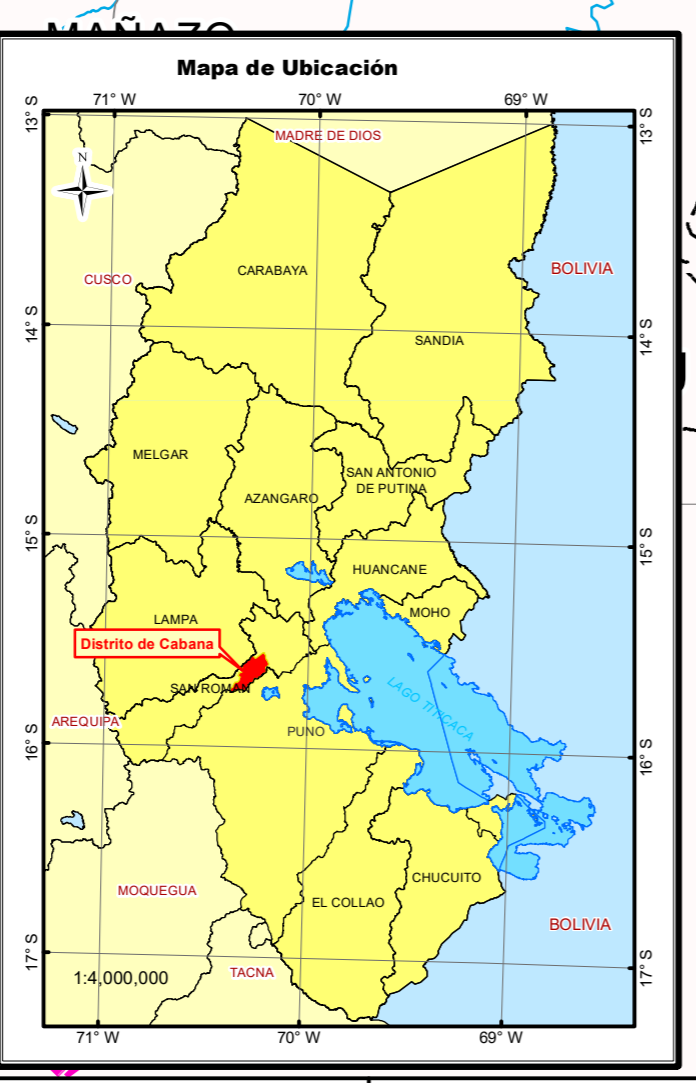 MAÑAZO
Mapa de Ubicación
71° W
70° W
69° W
13° S
13° S
MADRE DE DIOS
N
CUSCO
CARABAYA
BOLIVIA
14° S
14° S
SANDIA
MELGAR
SAN ANTONIO
DE PUTINA
AZANGARO
15° S
15° S
HUANCANE
MOHO
LAMPA
Distrito de Cabana
SAN ROMAN
LAGO TITICACA
AREQUIPA
PUNO
16° S
16° S
CHUCUITO
MOQUEGUA
EL COLLAO
BOLIVIA
17° S
17° S
TACNA
1:4,000,000
71° W
70° W
69° W